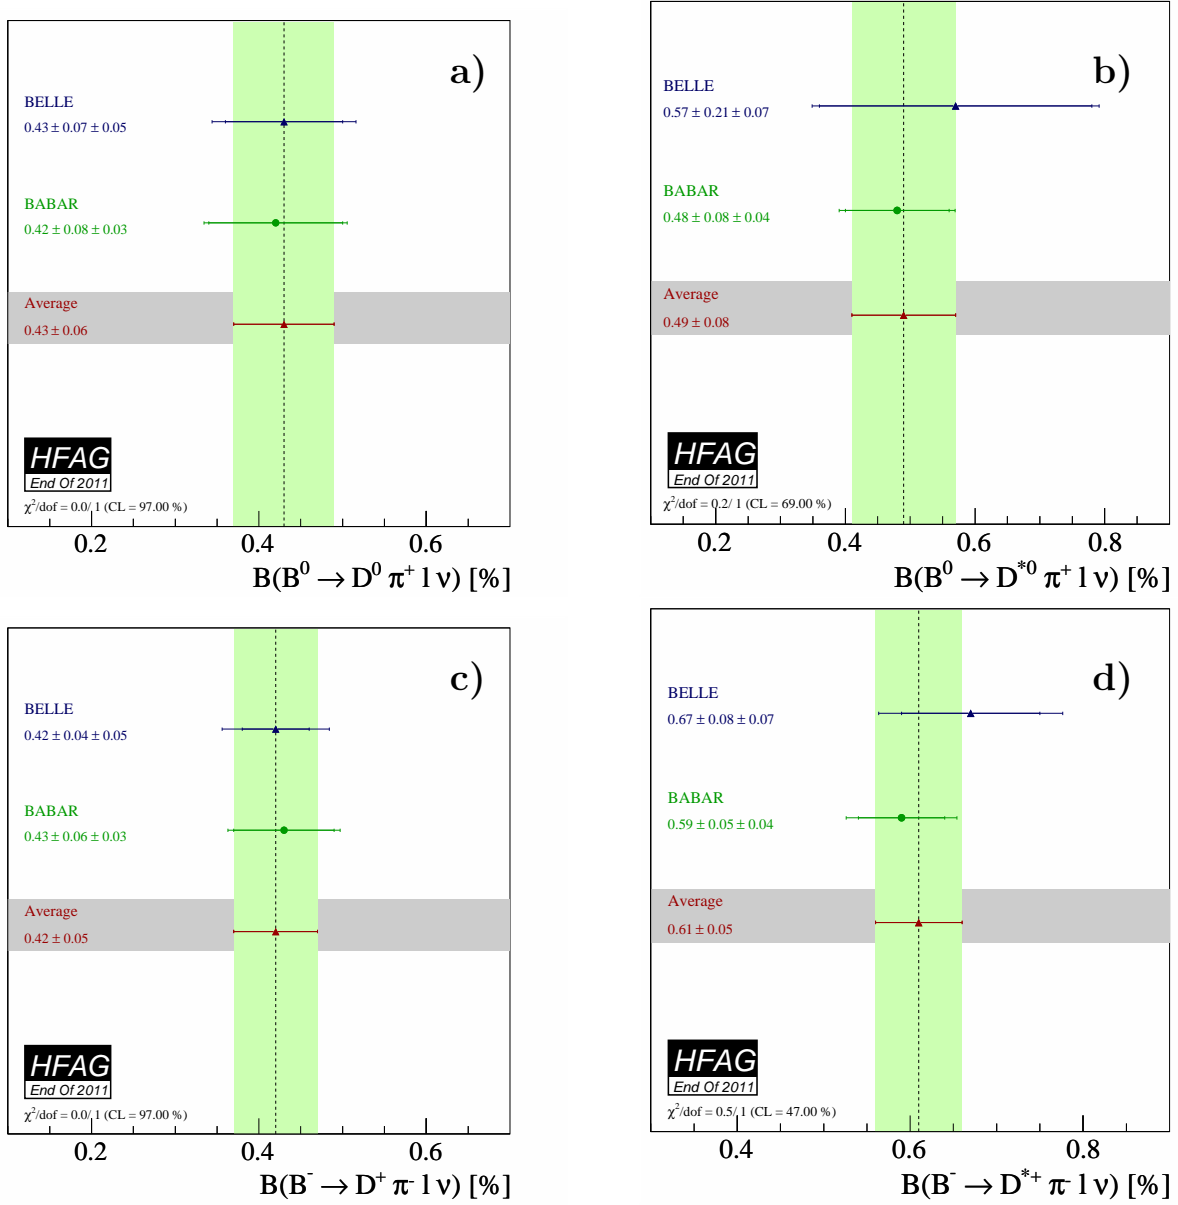 a)
BELLE
0.43 ± 0.07 ± 0.05
BABAR
0.42 ± 0.08 ± 0.03
Average
0.43 ± 0.06
HFAG
End Of 2011
χ²/dof = 0.0/ 1 (CL = 97.00 %)
0.2 0.4 0.6
B(B⁰ → D⁰ π⁺ l ν) [%]
b)
BELLE
0.57 ± 0.21 ± 0.07
BABAR
0.48 ± 0.08 ± 0.04
Average
0.49 ± 0.08
HFAG
End Of 2011
χ²/dof = 0.2/ 1 (CL = 69.00 %)
0.2 0.4 0.6 0.8
B(B⁰ → D*⁰ π⁺ l ν) [%]
c)
BELLE
0.42 ± 0.04 ± 0.05
BABAR
0.43 ± 0.06 ± 0.03
Average
0.42 ± 0.05
HFAG
End Of 2011
χ²/dof = 0.0/ 1 (CL = 97.00 %)
0.2 0.4 0.6
B(B⁻ → D⁺ π⁻ l ν) [%]
d)
BELLE
0.67 ± 0.08 ± 0.07
BABAR
0.59 ± 0.05 ± 0.04
Average
0.61 ± 0.05
HFAG
End Of 2011
χ²/dof = 0.5/ 1 (CL = 47.00 %)
0.4 0.6 0.8
B(B⁻ → D*⁺ π⁻ l ν) [%]